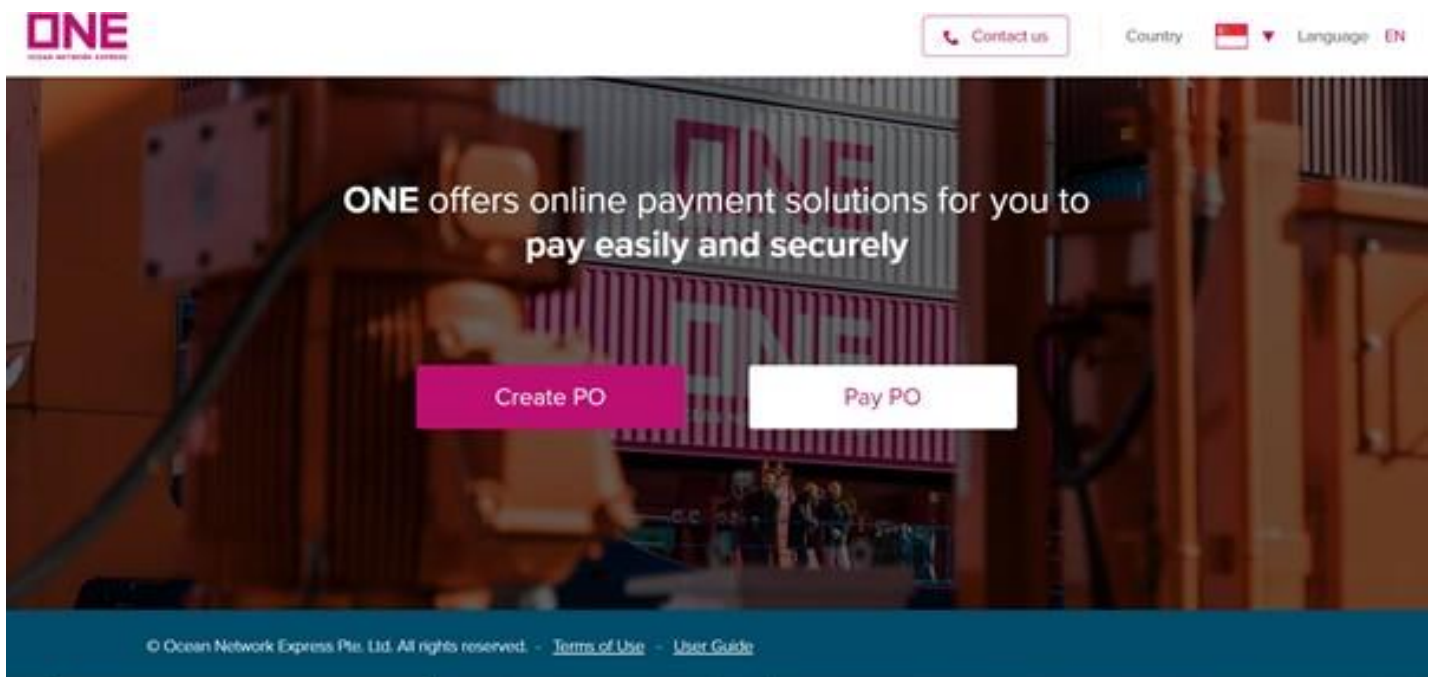 ONE
OCEAN NETWORK EXPRESS
Contact us
Country
Language EN
ONE
ONE offers online payment solutions for you to
pay easily and securely
ONE
Create PO
Pay PO
© Ocean Network Express Pte. Ltd. All rights reserved. - Terms of Use - User Guide